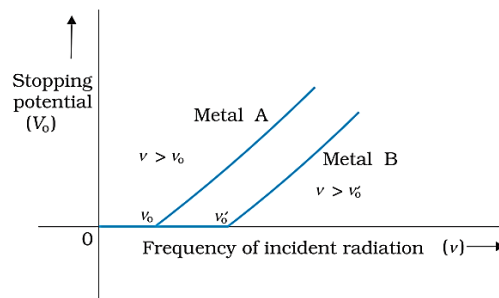 Stopping
potential
(V₀)
Metal A
ν > ν₀
Metal B
ν > ν₀′
ν₀
ν₀′
0
Frequency of incident radiation (ν)